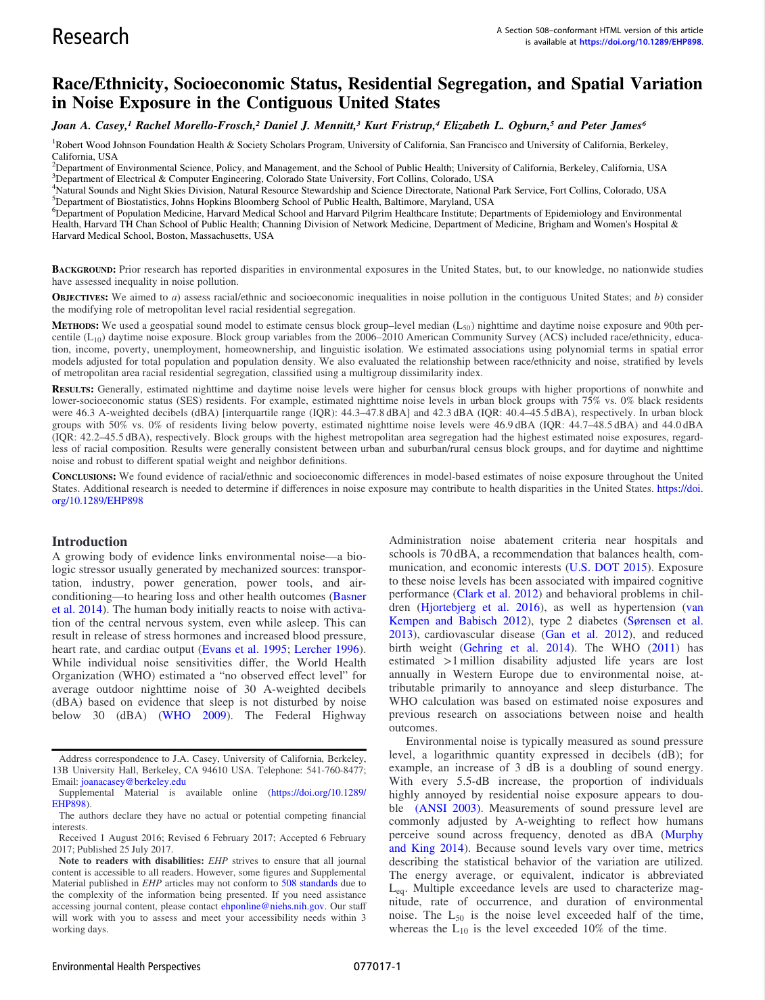 Research
A Section 508–conformant HTML version of this article
is available at https://doi.org/10.1289/EHP898.
Race/Ethnicity, Socioeconomic Status, Residential Segregation, and Spatial Variation
in Noise Exposure in the Contiguous United States
Joan A. Casey,1 Rachel Morello-Frosch,2 Daniel J. Mennitt,3 Kurt Fristrup,4 Elizabeth L. Ogburn,5 and Peter James6
1Robert Wood Johnson Foundation Health & Society Scholars Program, University of California, San Francisco and University of California, Berkeley,
California, USA
2Department of Environmental Science, Policy, and Management, and the School of Public Health; University of California, Berkeley, California, USA
3Department of Electrical & Computer Engineering, Colorado State University, Fort Collins, Colorado, USA
4Natural Sounds and Night Skies Division, Natural Resource Stewardship and Science Directorate, National Park Service, Fort Collins, Colorado, USA
5Department of Biostatistics, Johns Hopkins Bloomberg School of Public Health, Baltimore, Maryland, USA
6Department of Population Medicine, Harvard Medical School and Harvard Pilgrim Healthcare Institute; Departments of Epidemiology and Environmental
Health, Harvard TH Chan School of Public Health; Channing Division of Network Medicine, Department of Medicine, Brigham and Women's Hospital &
Harvard Medical School, Boston, Massachusetts, USA
BACKGROUND: Prior research has reported disparities in environmental exposures in the United States, but, to our knowledge, no nationwide studies
have assessed inequality in noise pollution.
OBJECTIVES: We aimed to a) assess racial/ethnic and socioeconomic inequalities in noise pollution in the contiguous United States; and b) consider
the modifying role of metropolitan level racial residential segregation.
METHODS: We used a geospatial sound model to estimate census block group–level median (L50) nighttime and daytime noise exposure and 90th per-
centile (L10) daytime noise exposure. Block group variables from the 2006–2010 American Community Survey (ACS) included race/ethnicity, educa-
tion, income, poverty, unemployment, homeownership, and linguistic isolation. We estimated associations using polynomial terms in spatial error
models adjusted for total population and population density. We also evaluated the relationship between race/ethnicity and noise, stratified by levels
of metropolitan area racial residential segregation, classified using a multigroup dissimilarity index.
RESULTS: Generally, estimated nighttime and daytime noise levels were higher for census block groups with higher proportions of nonwhite and
lower-socioeconomic status (SES) residents. For example, estimated nighttime noise levels in urban block groups with 75% vs. 0% black residents
were 46.3 A-weighted decibels (dBA) [interquartile range (IQR): 44.3–47.8 dBA] and 42.3 dBA (IQR: 40.4–45.5 dBA), respectively. In urban block
groups with 50% vs. 0% of residents living below poverty, estimated nighttime noise levels were 46.9 dBA (IQR: 44.7–48.5 dBA) and 44.0 dBA
(IQR: 42.2–45.5 dBA), respectively. Block groups with the highest metropolitan area segregation had the highest estimated noise exposures, regard-
less of racial composition. Results were generally consistent between urban and suburban/rural census block groups, and for daytime and nighttime
noise and robust to different spatial weight and neighbor definitions.
CONCLUSIONS: We found evidence of racial/ethnic and socioeconomic differences in model-based estimates of noise exposure throughout the United
States. Additional research is needed to determine if differences in noise exposure may contribute to health disparities in the United States. https://doi.
org/10.1289/EHP898
Introduction
A growing body of evidence links environmental noise—a bio-
logic stressor usually generated by mechanized sources: transpor-
tation, industry, power generation, power tools, and air-
conditioning—to hearing loss and other health outcomes (Basner
et al. 2014). The human body initially reacts to noise with activa-
tion of the central nervous system, even while asleep. This can
result in release of stress hormones and increased blood pressure,
heart rate, and cardiac output (Evans et al. 1995; Lercher 1996).
While individual noise sensitivities differ, the World Health
Organization (WHO) estimated a “no observed effect level” for
average outdoor nighttime noise of 30 A-weighted decibels
(dBA) based on evidence that sleep is not disturbed by noise
below 30 (dBA) (WHO 2009). The Federal Highway
Address correspondence to J.A. Casey, University of California, Berkeley,
13B University Hall, Berkeley, CA 94610 USA. Telephone: 541-760-8477;
Email: joanacasey@berkeley.edu
Supplemental Material is available online (https://doi.org/10.1289/
EHP898).
The authors declare they have no actual or potential competing financial
interests.
Received 1 August 2016; Revised 6 February 2017; Accepted 6 February
2017; Published 25 July 2017.
Note to readers with disabilities: EHP strives to ensure that all journal
content is accessible to all readers. However, some figures and Supplemental
Material published in EHP articles may not conform to 508 standards due to
the complexity of the information being presented. If you need assistance
accessing journal content, please contact ehponline@niehs.nih.gov. Our staff
will work with you to assess and meet your accessibility needs within 3
working days.
Administration noise abatement criteria near hospitals and
schools is 70 dBA, a recommendation that balances health, com-
munication, and economic interests (U.S. DOT 2015). Exposure
to these noise levels has been associated with impaired cognitive
performance (Clark et al. 2012) and behavioral problems in chil-
dren (Hjortebjerg et al. 2016), as well as hypertension (van
Kempen and Babisch 2012), type 2 diabetes (Sørensen et al.
2013), cardiovascular disease (Gan et al. 2012), and reduced
birth weight (Gehring et al. 2014). The WHO (2011) has
estimated >1 million disability adjusted life years are lost
annually in Western Europe due to environmental noise, at-
tributable primarily to annoyance and sleep disturbance. The
WHO calculation was based on estimated noise exposures and
previous research on associations between noise and health
outcomes.
Environmental noise is typically measured as sound pressure
level, a logarithmic quantity expressed in decibels (dB); for
example, an increase of 3 dB is a doubling of sound energy.
With every 5.5-dB increase, the proportion of individuals
highly annoyed by residential noise exposure appears to dou-
ble (ANSI 2003). Measurements of sound pressure level are
commonly adjusted by A-weighting to reflect how humans
perceive sound across frequency, denoted as dBA (Murphy
and King 2014). Because sound levels vary over time, metrics
describing the statistical behavior of the variation are utilized.
The energy average, or equivalent, indicator is abbreviated
Leq. Multiple exceedance levels are used to characterize mag-
nitude, rate of occurrence, and duration of environmental
noise. The L50 is the noise level exceeded half of the time,
whereas the L10 is the level exceeded 10% of the time.
Environmental Health Perspectives
077017-1